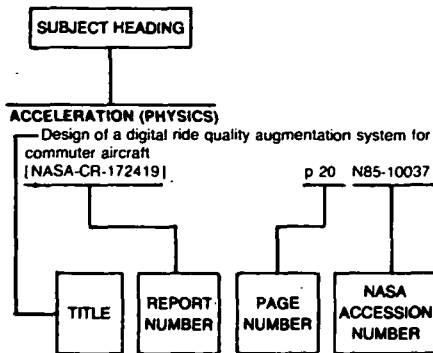 SUBJECT HEADING
ACCELERATION (PHYSICS)
Design of a digital ride quality augmentation system for
commuter aircraft
[NASA-CR-172419] p 20 N85-10037
TITLE
REPORT
NUMBER
PAGE
NUMBER
NASA
ACCESSION
NUMBER